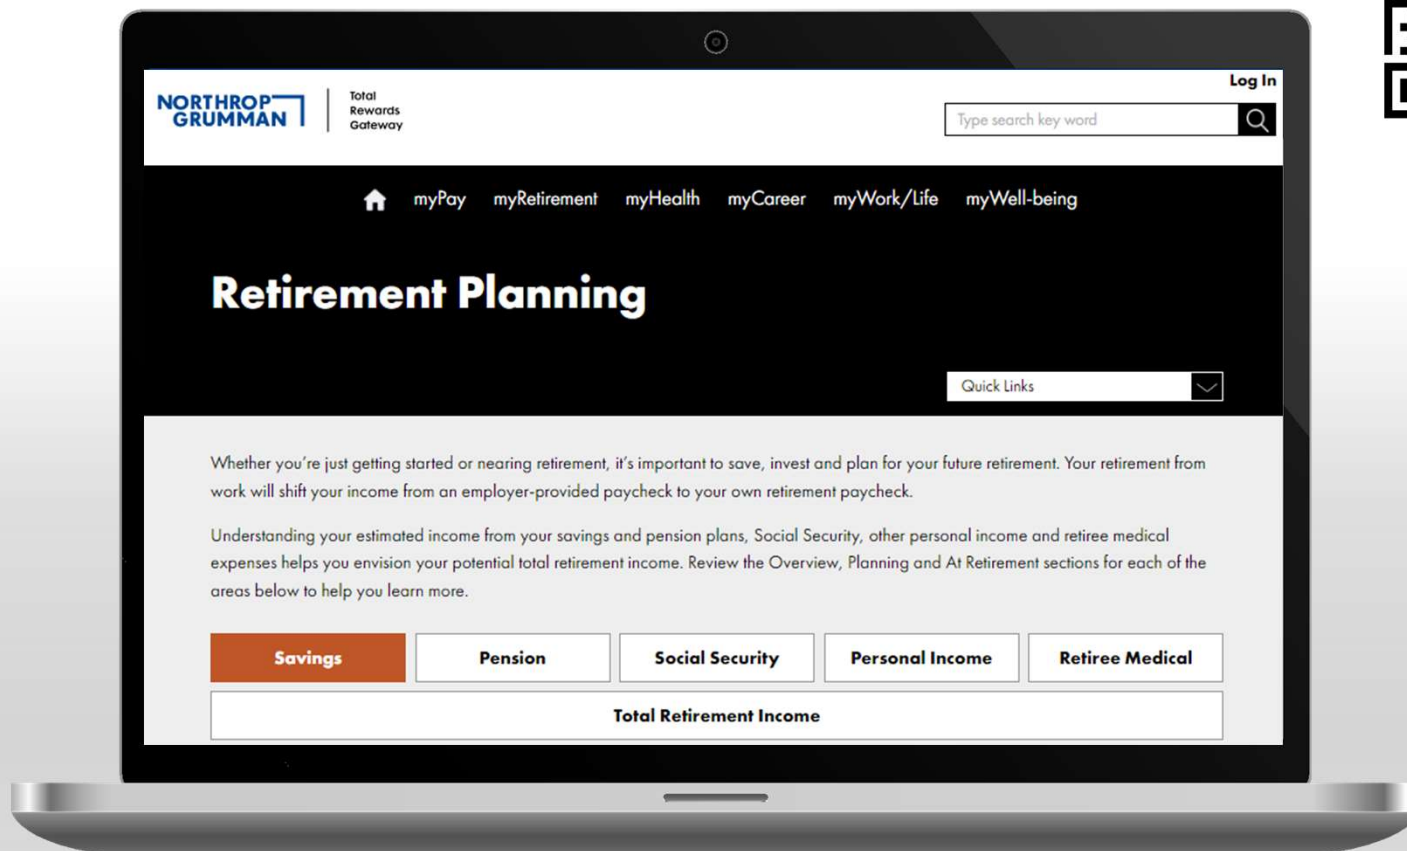 Log In
NORTHROP
GRUMMAN
Total
Rewards
Gateway
Type search key word
myPay myRetirement myHealth myCareer myWork/Life myWell-being
Retirement Planning
Quick Links
Whether you're just getting started or nearing retirement, it's important to save, invest and plan for your future retirement. Your retirement from
work will shift your income from an employer-provided paycheck to your own retirement paycheck.
Understanding your estimated income from your savings and pension plans, Social Security, other personal income and retiree medical
expenses helps you envision your potential total retirement income. Review the Overview, Planning and At Retirement sections for each of the
areas below to help you learn more.
Savings Pension Social Security Personal Income Retiree Medical
Total Retirement Income